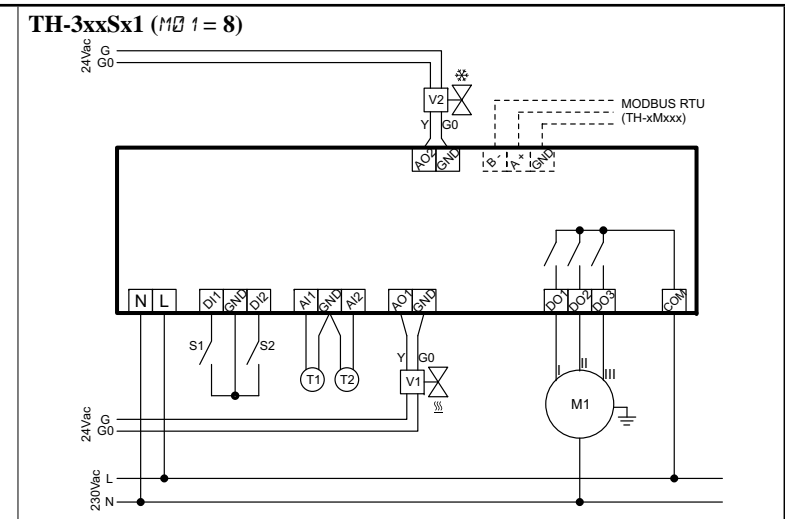 TH-3xxSx1 (M01 = 8)
24Vac G
G0
V2
Y G0
MODBUS RTU
(TH-xMxxx)
AO2 GND B - A + GND
N L DI1 GND DI2 AI1 GND AI2 AO1 GND DO1 DO2 DO3 COM
S1 S2 T1 T2 Y G0 V1 I II III M1
24Vac G
G0
230Vac L
N